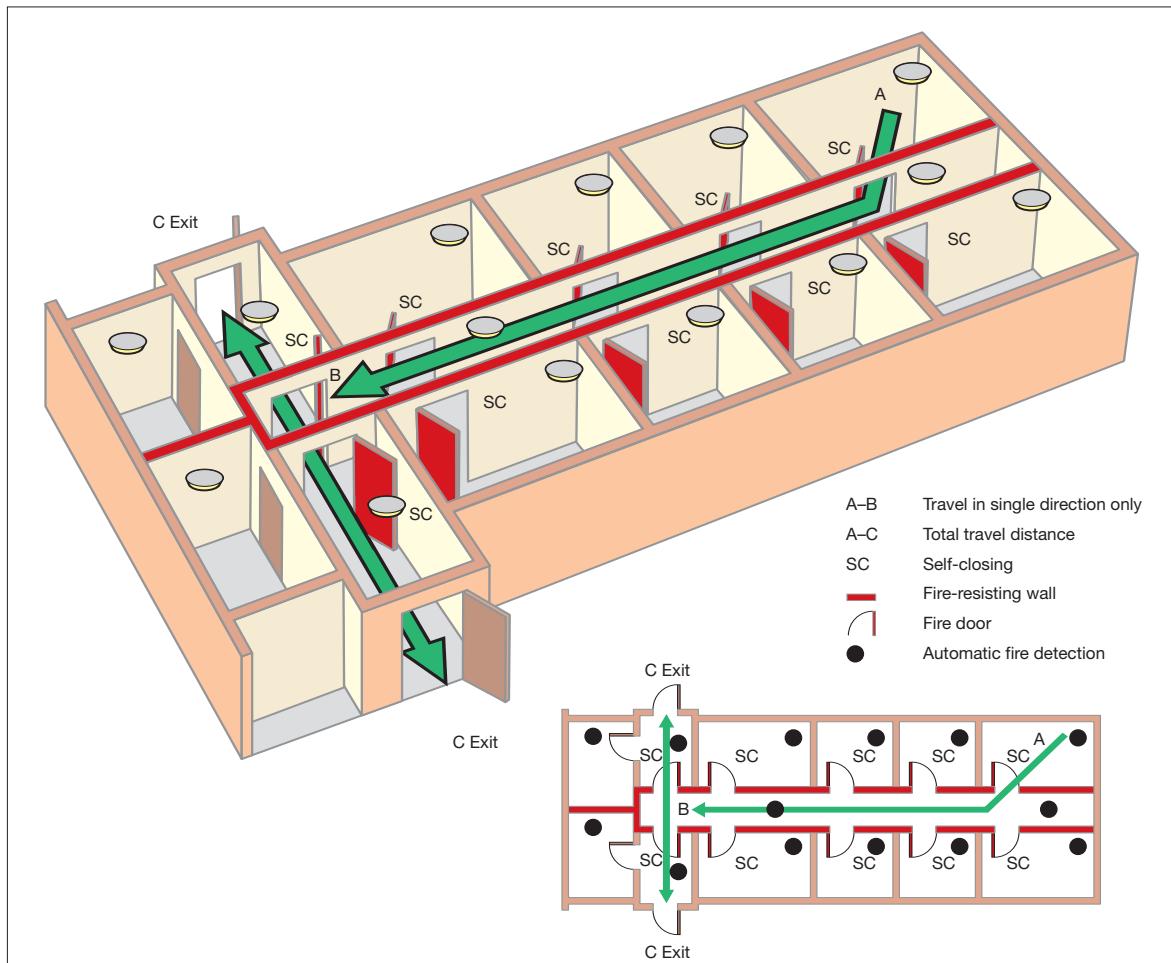 A
SC
C Exit
SC
SC
SC
SC
SC
SC
SC
B
SC
SC
SC
A–B Travel in single direction only
A–C Total travel distance
SC Self-closing
Fire-resisting wall
Fire door
Automatic fire detection
C Exit
C Exit
A
SC SC SC SC SC
B
SC SC SC SC SC
C Exit